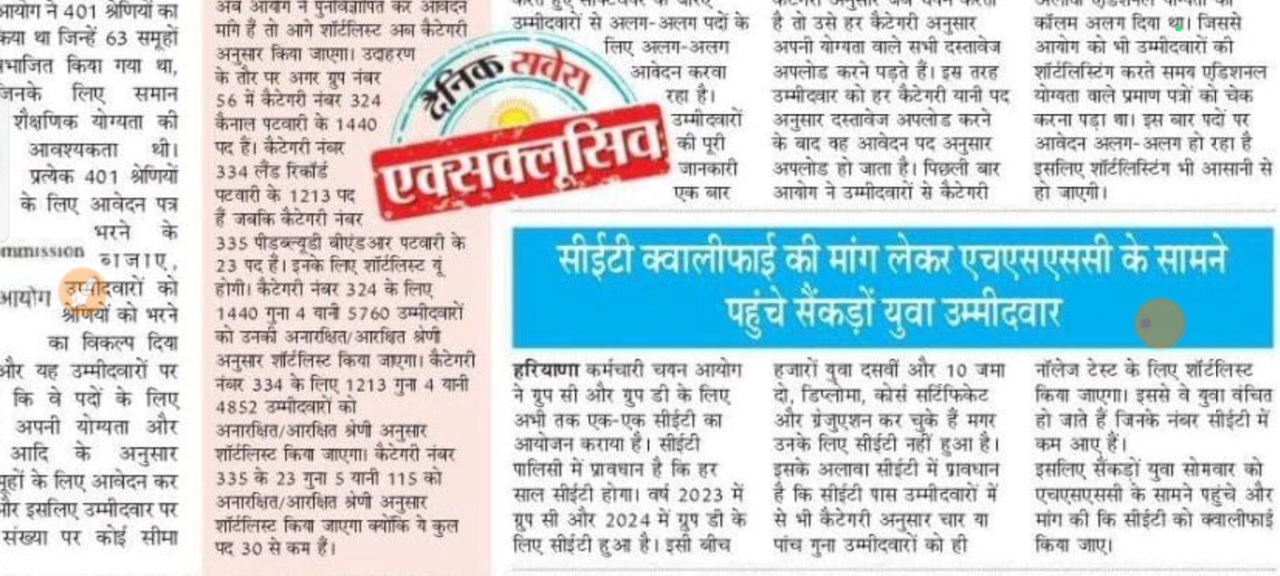 आयोग ने 401 श्रेणियों का
किया था जिन्हें 63 समूहों
विभाजित किया गया था,
जिनके लिए समान
शैक्षणिक योग्यता की
आवश्यकता थी।
प्रत्येक 401 श्रेणियों
के लिए आवेदन पत्र
भरने के
mmission बजाए,
आयोग उम्मीदवारों को
श्रेणियों को भरने
का विकल्प दिया
और यह उम्मीदवारों पर
कि वे पदों के लिए
अपनी योग्यता और
आदि के अनुसार
समूहों के लिए आवेदन कर
और इसलिए उम्मीदवार पर
संख्या पर कोई सीमा
अब आयोग ने पुनर्विज्ञापित कर आवेदन
मांगे हैं तो आगे शॉर्टलिस्ट अब कैटेगरी
अनुसार किया जाएगा। उदाहरण
के तौर पर अगर ग्रुप नंबर
56 में कैटेगरी नंबर 324
कैनाल पटवारी के 1440
पद हैं। कैटेगरी नंबर
334 लैंड रिकॉर्ड
पटवारी के 1213 पद
हैं जबकि कैटेगरी नंबर
335 पीडब्ल्यूडी बीएंडआर पटवारी के
23 पद हैं। इनके लिए शॉर्टलिस्ट यूं
होगी। कैटेगरी नंबर 324 के लिए
1440 गुना 4 यानी 5760 उम्मीदवारों
को उनकी अनारक्षित/आरक्षित श्रेणी
अनुसार शॉर्टलिस्ट किया जाएगा। कैटेगरी
नंबर 334 के लिए 1213 गुना 4 यानी
4852 उम्मीदवारों को
अनारक्षित/आरक्षित श्रेणी अनुसार
शॉर्टलिस्ट किया जाएगा। कैटेगरी नंबर
335 के 23 गुना 5 यानी 115 को
अनारक्षित/आरक्षित श्रेणी अनुसार
शॉर्टलिस्ट किया जाएगा क्योंकि ये कुल
पद 30 से कम हैं।
दैनिक सवेरा
एक्सक्लूसिव
उम्मीदवारों से अलग-अलग पदों के
लिए अलग-अलग
आवेदन करवा
रहा है।
उम्मीदवारों
की पूरी
जानकारी
एक बार
है तो उसे हर कैटेगरी अनुसार
अपनी योग्यता वाले सभी दस्तावेज
अपलोड करने पड़ते हैं। इस तरह
उम्मीदवार को हर कैटेगरी यानी पद
अनुसार दस्तावेज अपलोड करने
के बाद वह आवेदन पद अनुसार
अपलोड हो जाता है। पिछली बार
आयोग ने उम्मीदवारों से कैटेगरी
कॉलम अलग दिया था। जिससे
आयोग को भी उम्मीदवारों की
शॉर्टलिस्टिंग करते समय एडिशनल
योग्यता वाले प्रमाण पत्रों को चेक
करना पड़ा था। इस बार पदों पर
आवेदन अलग-अलग हो रहा है
इसलिए शॉर्टलिस्टिंग भी आसानी से
हो जाएगी।
सीईटी क्वालीफाई की मांग लेकर एचएसएससी के सामने
पहुंचे सैंकड़ों युवा उम्मीदवार
हरियाणा कर्मचारी चयन आयोग
ने ग्रुप सी और ग्रुप डी के लिए
अभी तक एक-एक सीईटी का
आयोजन कराया है। सीईटी
पालिसी में प्रावधान है कि हर
साल सीईटी होगा। वर्ष 2023 में
ग्रुप सी और 2024 में ग्रुप डी के
लिए सीईटी हुआ है। इसी बीच
हजारों युवा दसवीं और 10 जमा
दो, डिप्लोमा, कोर्स सर्टिफिकेट
और ग्रेजुएशन कर चुके हैं मगर
उनके लिए सीईटी नहीं हुआ है।
इसके अलावा सीईटी में प्रावधान
है कि सीईटी पास उम्मीदवारों में
से भी कैटेगरी अनुसार चार या
पांच गुना उम्मीदवारों को ही
नॉलेज टेस्ट के लिए शॉर्टलिस्ट
किया जाएगा। इससे वे युवा वंचित
हो जाते हैं जिनके नंबर सीईटी में
कम आए हैं।
इसलिए सैंकड़ों युवा सोमवार को
एचएसएससी के सामने पहुंचे और
मांग की कि सीईटी को क्वालीफाई
किया जाए।